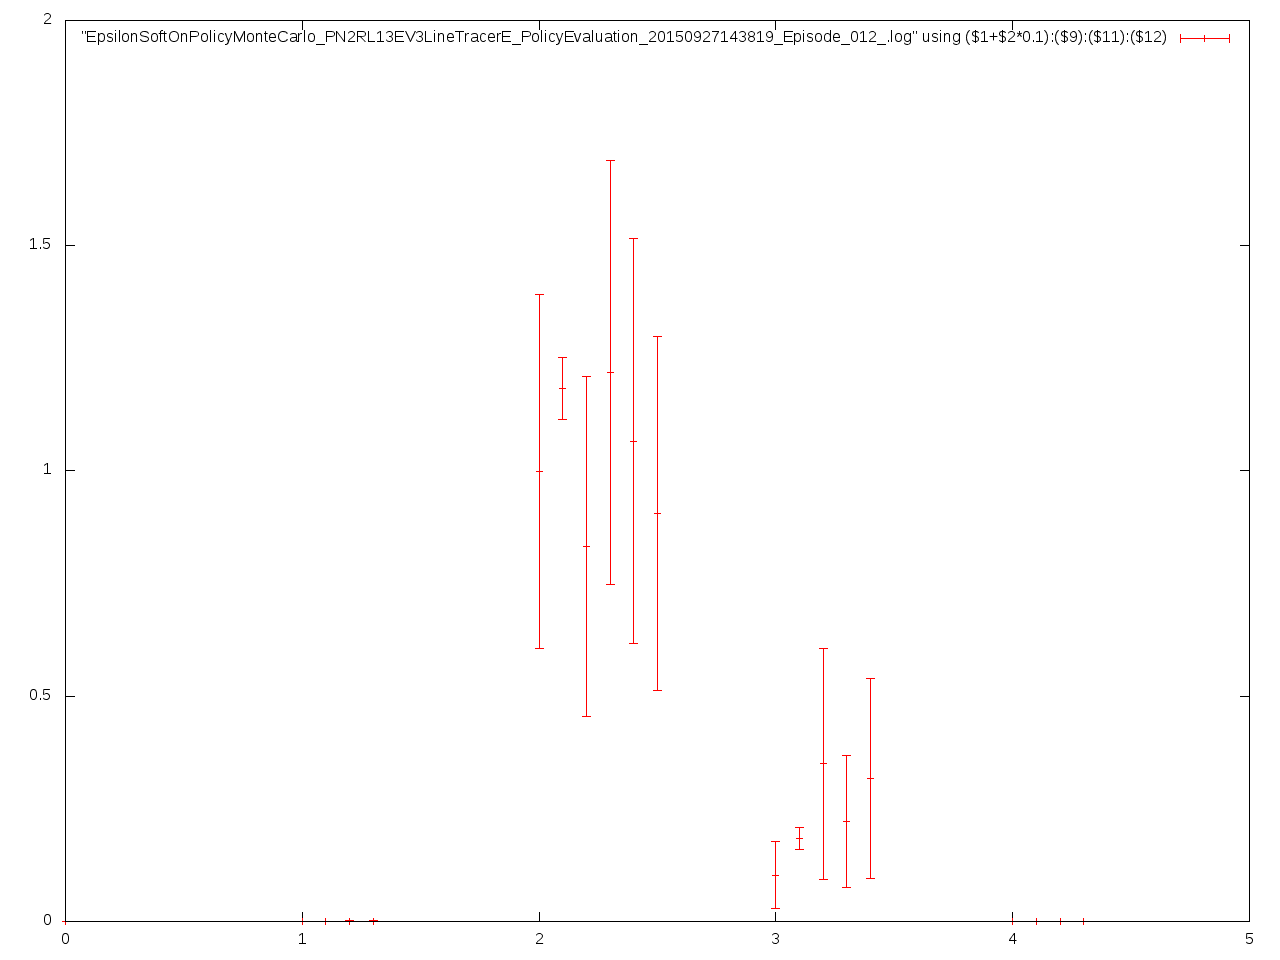 2
"EpsilonSoftOnPolicyMonteCarlo_PN2RL13EV3LineTracerE_PolicyEvaluation_20150927143819_Episode_012_.log" using ($1+$2*0.1):($9):($11):($12)
1.5
1
0.5
0
0 1 2 3 4 5